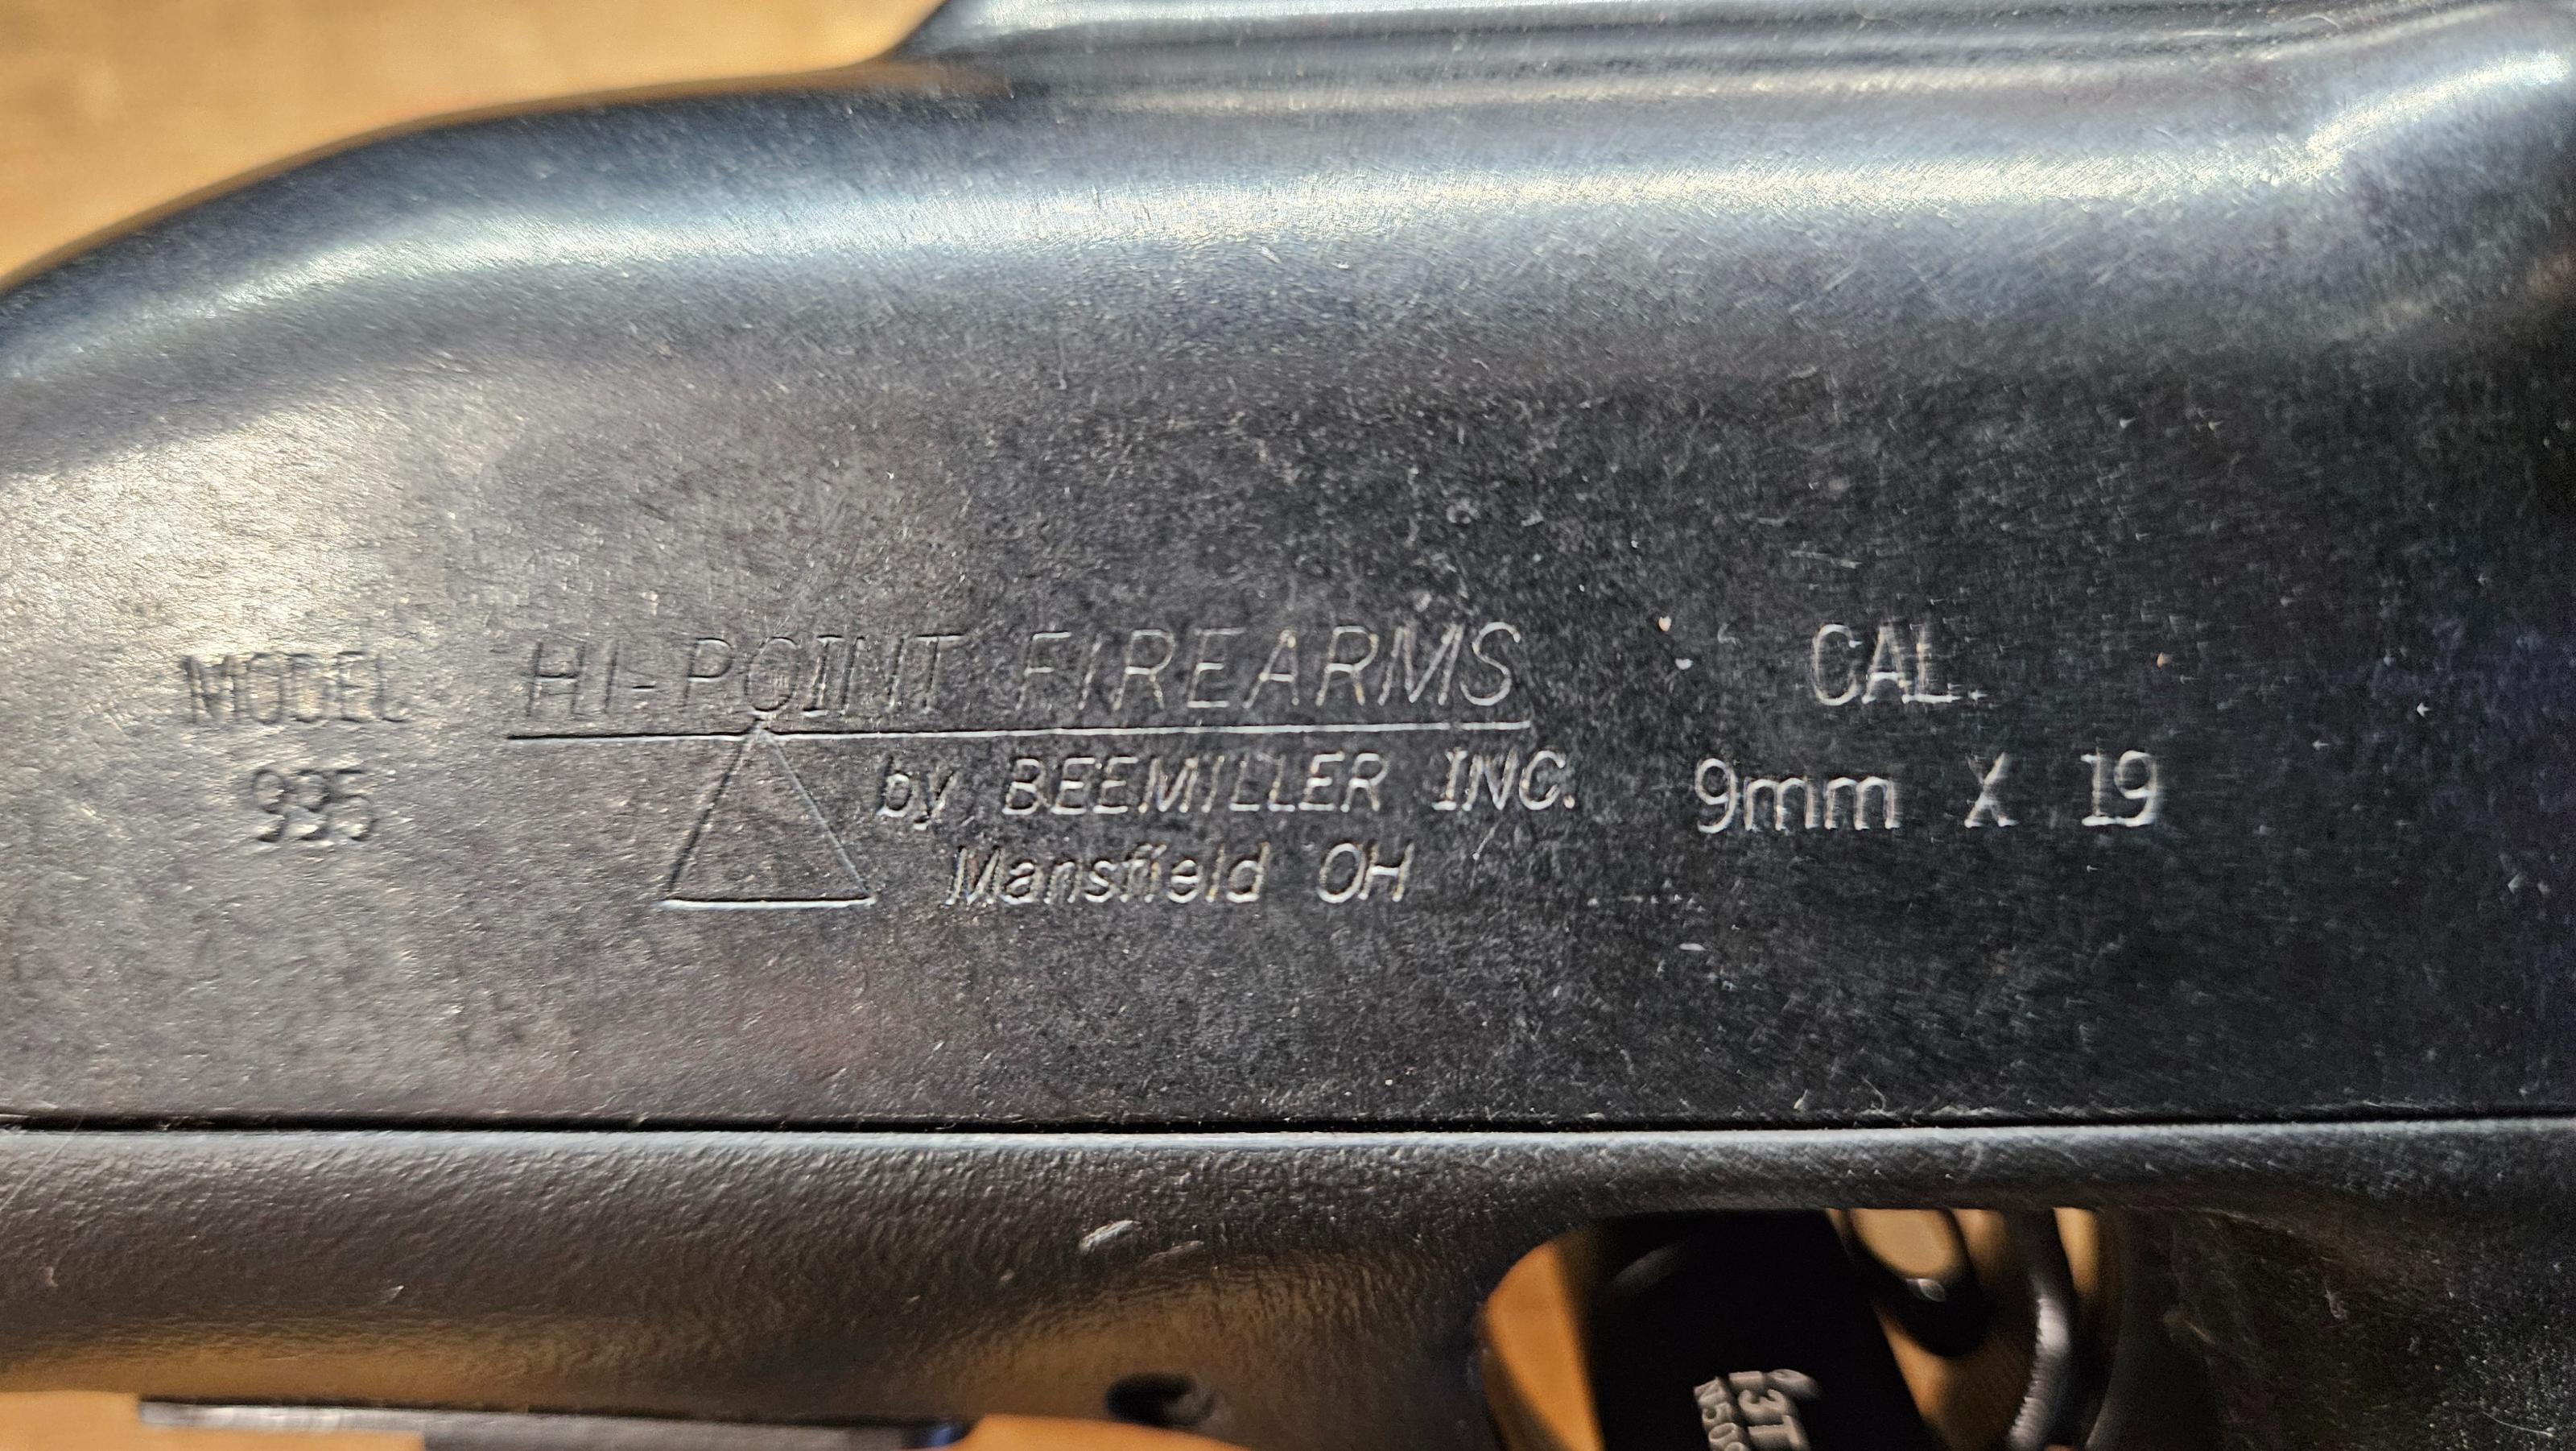 MODEL
995
HI-POINT FIREARMS
by BEEMILLER INC.
Mansfield OH
CAL.
9mm X 19